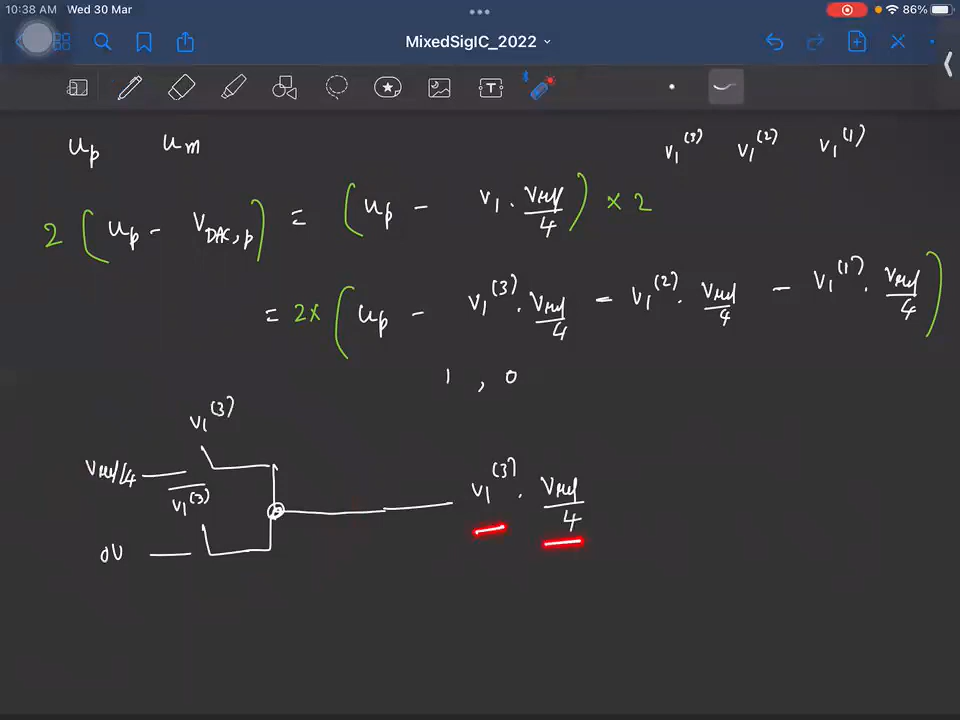 10:38 AM Wed 30 Mar 86%
MixedSigIC_2022
T
u_p u_m v_1^(3) v_1^(2) v_1^(1)
2 ( u_p - V_DAC,p ) = ( u_p - v_1 . Vref/4 ) × 2
= 2× ( u_p - v_1^(3) . Vref/4 - v_1^(2) . Vref/4 - v_1^(1) . Vref/4 )
1 , 0
v_1^(3)
Vref/4
v_1^(3) . Vref/4
v̅_1^(3)
0V